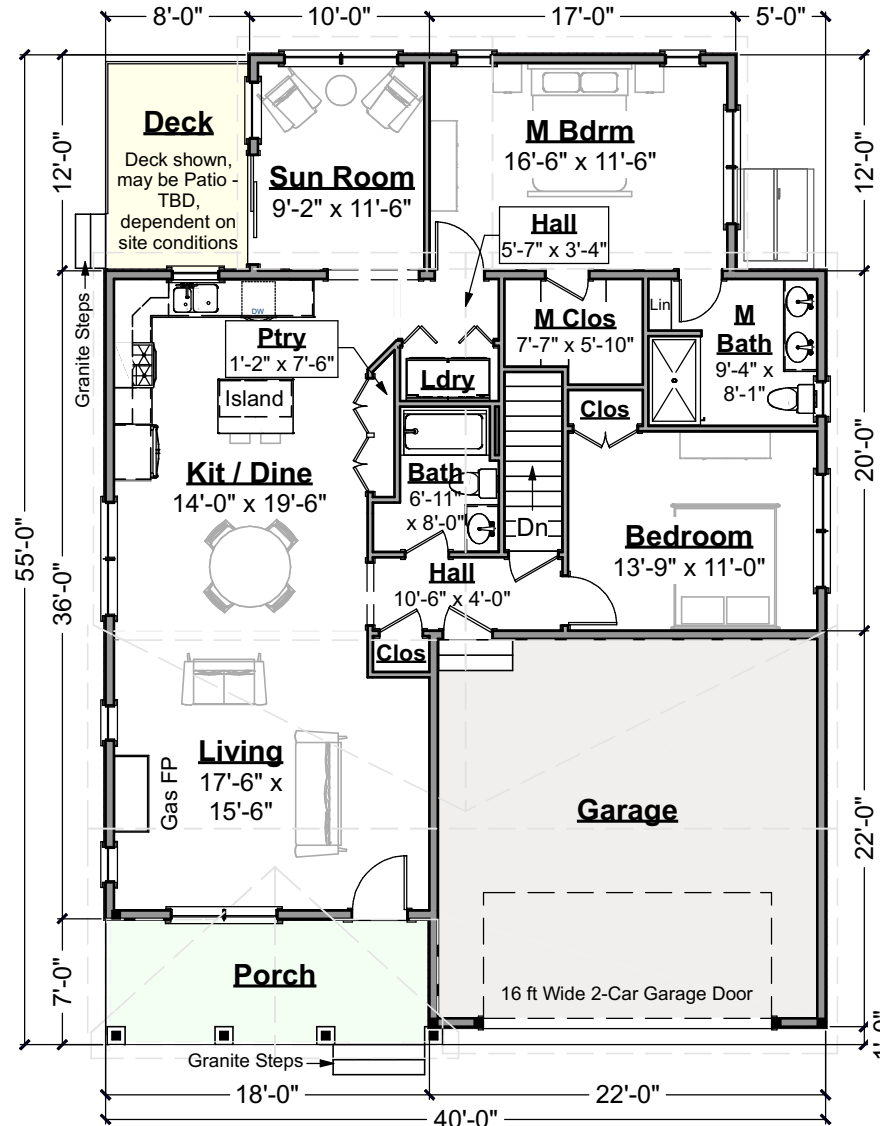 8'-0"
10'-0"
17'-0"
5'-0"
12'-0"
Deck
Deck shown,
may be Patio -
TBD,
dependent on
site conditions
Sun Room
9'-2" x 11'-6"
M Bdrm
16'-6" x 11'-6"
12'-0"
Hall
5'-7" x 3'-4"
Granite Steps
DW
Ptry
1'-2" x 7'-6"
M Clos
7'-7" x 5'-10"
Lin
M
Bath
9'-4" x
8'-1"
Ldry
Island
Clos
Kit / Dine
14'-0" x 19'-6"
Bath
6'-11"
x 8'-0"
Dn
Bedroom
13'-9" x 11'-0"
20'-0"
55'-0"
36'-0"
Hall
10'-6" x 4'-0"
Clos
Living
17'-6" x
15'-6"
Gas FP
Garage
22'-0"
Porch
7'-0"
16 ft Wide 2-Car Garage Door
1'-0"
Granite Steps
18'-0"
22'-0"
40'-0"